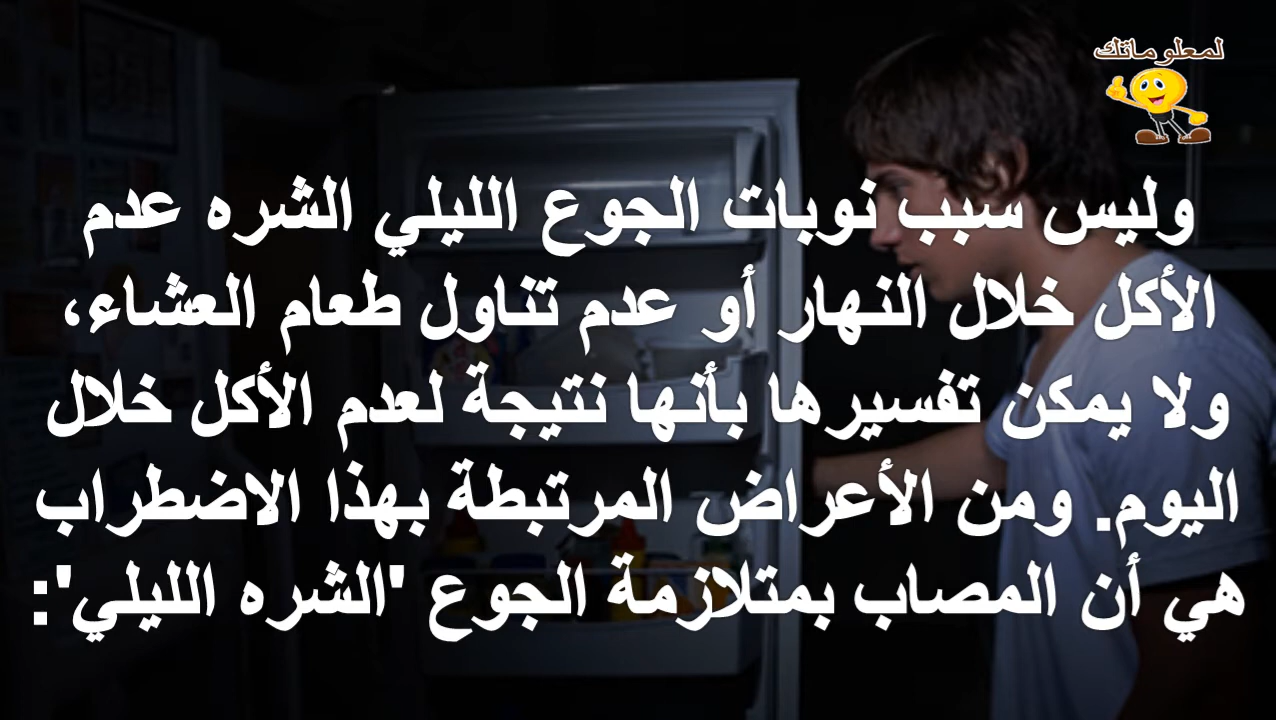 لمعلوماتك
وليس سبب نوبات الجوع الليلي الشره عدم
الأكل خلال النهار أو عدم تناول طعام العشاء،
ولا يمكن تفسيرها بأنها نتيجة لعدم الأكل خلال
اليوم. ومن الأعراض المرتبطة بهذا الاضطراب
هي أن المصاب بمتلازمة الجوع 'الشره الليلي':